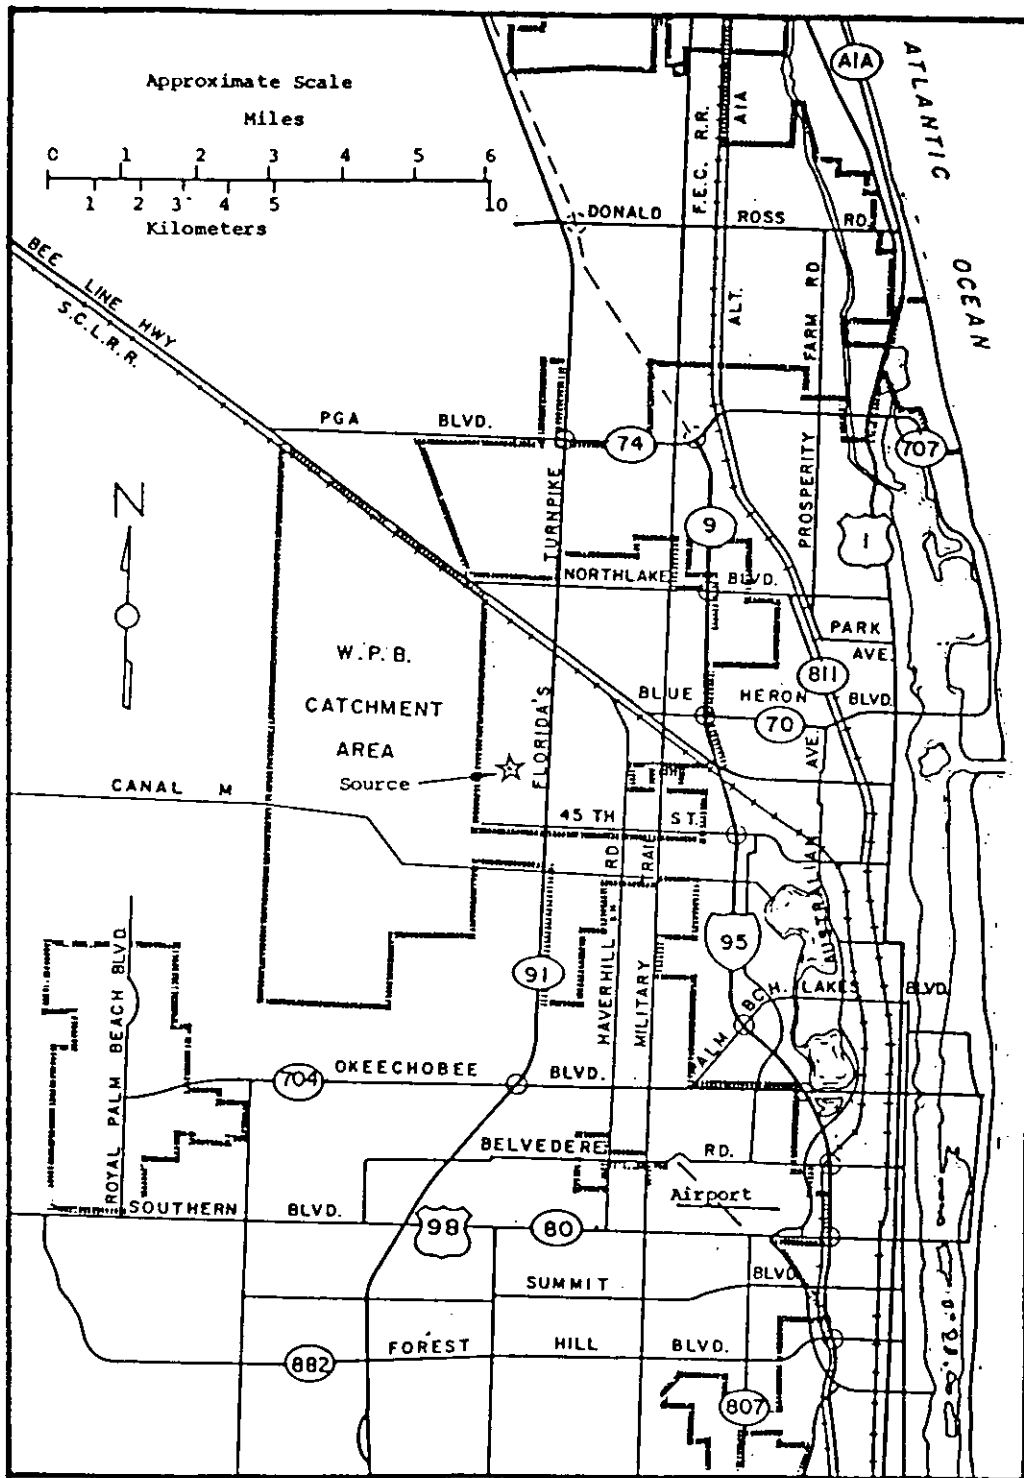 Approximate Scale
Miles
0 1 2 3 4 5 6
1 2 3 4 5 10
Kilometers
A1A
ATLANTIC
OCEAN
F.E.C. R.R.
A1A
ALT.
DONALD ROSS RD.
BEE LINE HWY
S.C.L.R.R.
PROSPERITY FARM RD
PGA BLVD.
74
707
N
9
1
FLORIDA'S TURNPIKE
NORTHLAKE BLVD.
PARK
AVE.
W.P.B.
CATCHMENT
AREA
Source
811
BLUE HERON BLVD.
70
CANAL M
45 TH ST.
AUSTRALIAN AVE.
HAVERHILL RD
MILITARY TRAIL
95
91
PALM BCH. LAKES BLVD.
ROYAL PALM BEACH BLVD.
704
OKEECHOBEE BLVD.
BELVEDERE RD.
Airport
SOUTHERN BLVD.
98
80
SUMMIT BLVD.
FOREST HILL BLVD.
882
807